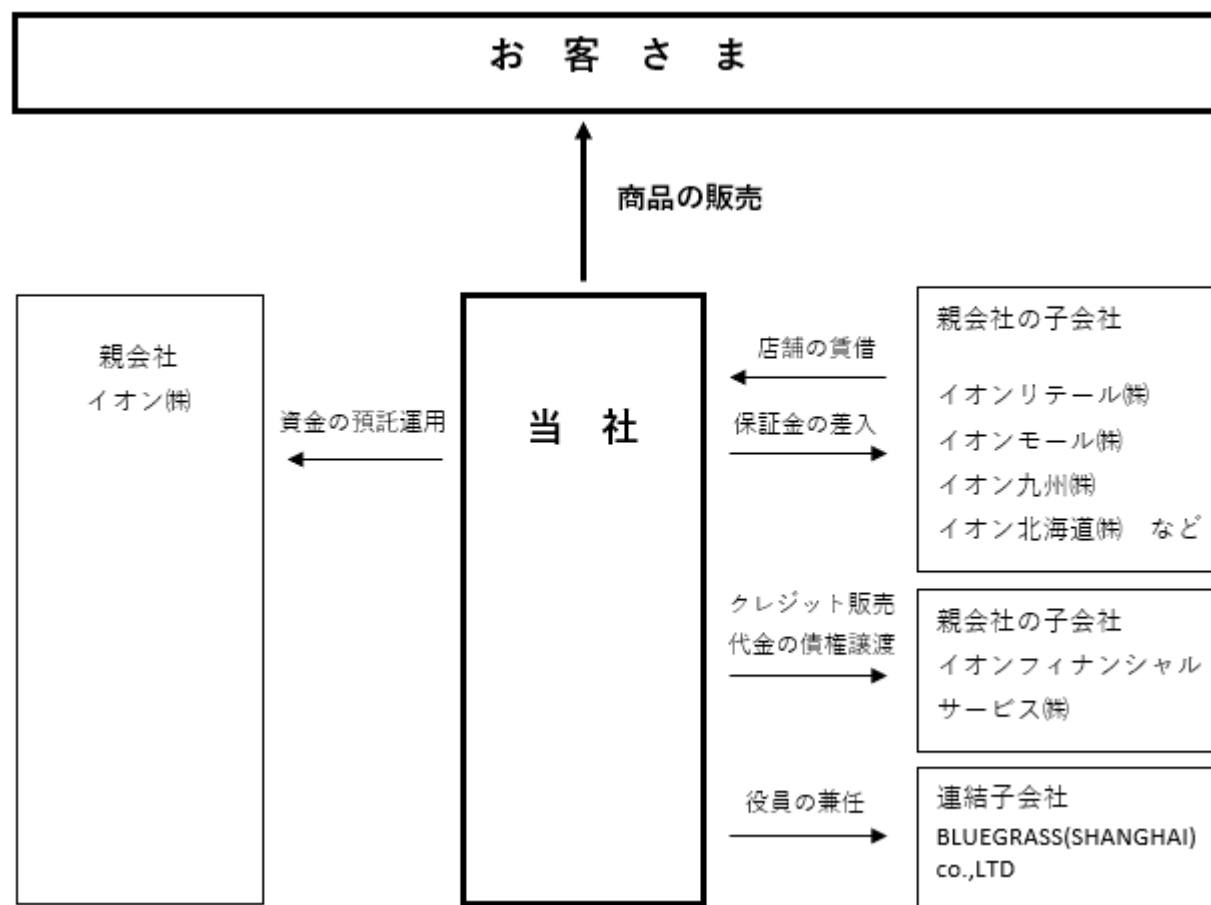 お 客 さ ま
商品の販売
親会社
イオン㈱
資金の預託運用
当 社
店舗の賃借
保証金の差入
親会社の子会社
イオンリテール㈱
イオンモール㈱
イオン九州㈱
イオン北海道㈱ など
クレジット販売
代金の債権譲渡
親会社の子会社
イオンフィナンシャル
サービス㈱
役員の兼任
連結子会社
BLUEGRASS(SHANGHAI)
co.,LTD